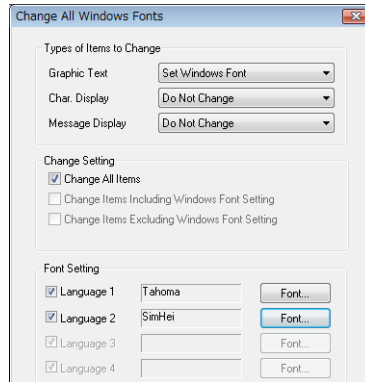 Change All Windows Fonts
Types of Items to Change
Graphic Text Set Windows Font
Char. Display Do Not Change
Message Display Do Not Change
Change Setting
Change All Items
Change Items Including Windows Font Setting
Change Items Excluding Windows Font Setting
Font Setting
Language 1 Tahoma Font...
Language 2 SimHei Font...
Language 3 Font...
Language 4 Font...